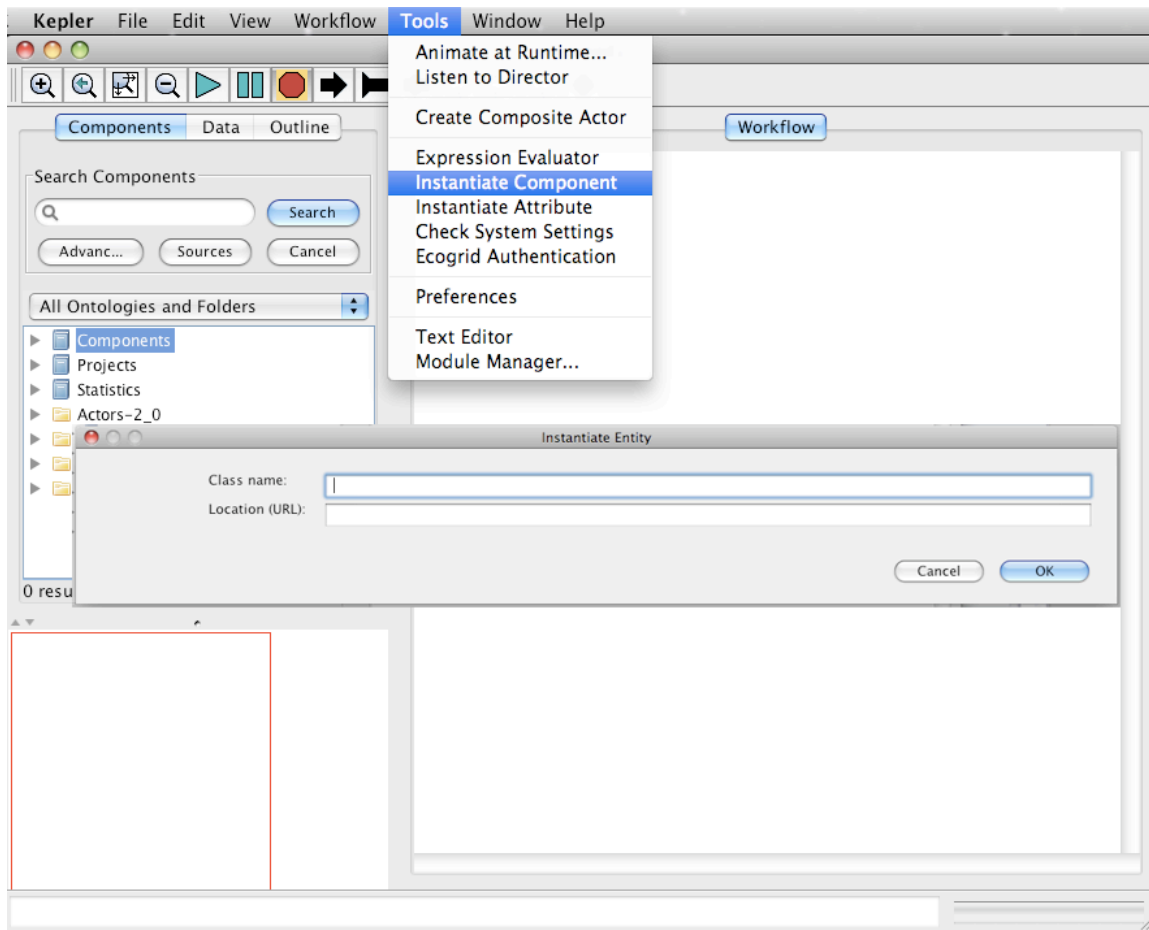 Kepler File Edit View Workflow Tools Window Help
Animate at Runtime...
Listen to Director
Create Composite Actor
Expression Evaluator
Instantiate Component
Instantiate Attribute
Check System Settings
Ecogrid Authentication
Preferences
Text Editor
Module Manager...
Components Data Outline
Workflow
Search Components
Search
Advanc... Sources Cancel
All Ontologies and Folders
Components
Projects
Statistics
Actors-2_0
Instantiate Entity
Class name:
Location (URL):
Cancel OK
0 resu